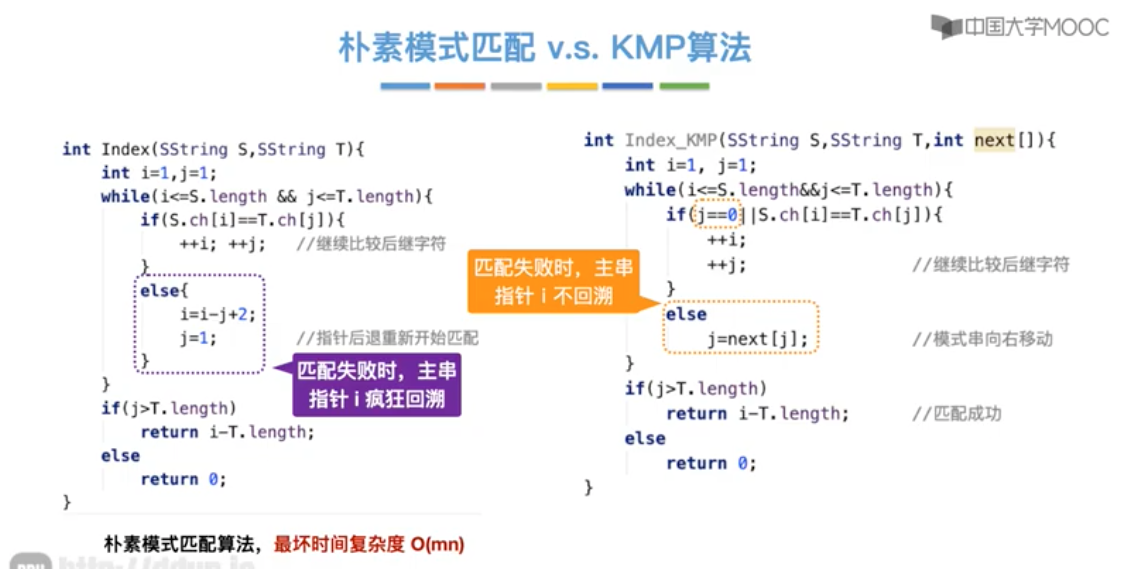 中国大学MOOC
朴素模式匹配 v.s. KMP算法
int Index(SString S,SString T){
int i=1,j=1;
while(i<=S.length && j<=T.length){
if(S.ch[i]==T.ch[j]){
++i; ++j; //继续比较后继字符
}
else{
i=i-j+2;
j=1; //指针后退重新开始匹配
}
}
if(j>T.length)
return i-T.length;
else
return 0;
}
匹配失败时，主串
指针 i 疯狂回溯
朴素模式匹配算法，最坏时间复杂度 O(mn)
int Index_KMP(SString S,SString T,int next[]){
int i=1, j=1;
while(i<=S.length&&j<=T.length){
if(j==0||S.ch[i]==T.ch[j]){
++i;
++j; //继续比较后继字符
}
else
j=next[j]; //模式串向右移动
}
if(j>T.length)
return i-T.length; //匹配成功
else
return 0;
}
匹配失败时，主串
指针 i 不回溯